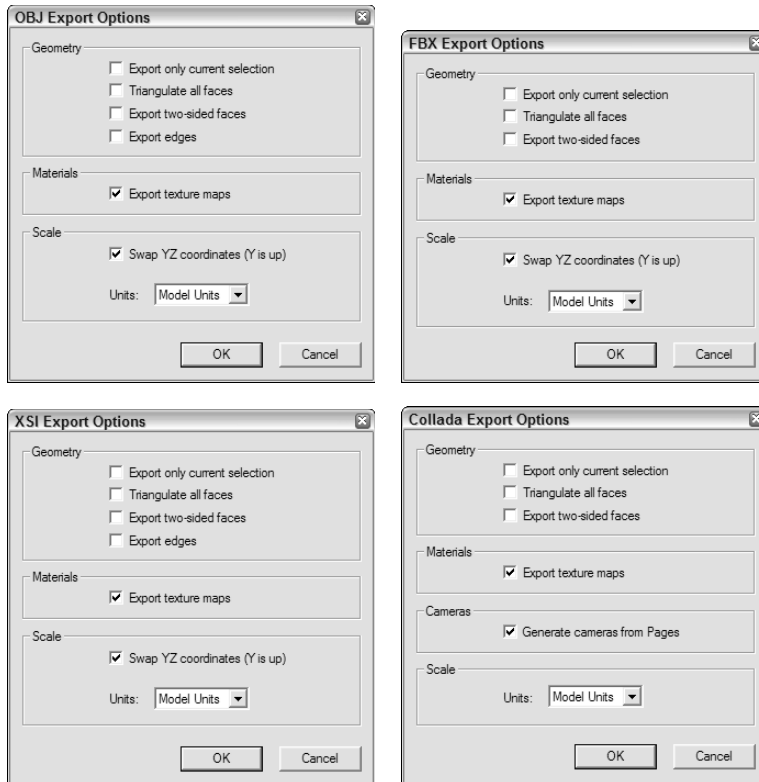 OBJ Export Options
Geometry
Export only current selection
Triangulate all faces
Export two-sided faces
Export edges
Materials
Export texture maps
Scale
Swap YZ coordinates (Y is up)
Units: Model Units
OK Cancel
FBX Export Options
Geometry
Export only current selection
Triangulate all faces
Export two-sided faces
Materials
Export texture maps
Scale
Swap YZ coordinates (Y is up)
Units: Model Units
OK Cancel
XSI Export Options
Geometry
Export only current selection
Triangulate all faces
Export two-sided faces
Export edges
Materials
Export texture maps
Scale
Swap YZ coordinates (Y is up)
Units: Model Units
OK Cancel
Collada Export Options
Geometry
Export only current selection
Triangulate all faces
Export two-sided faces
Materials
Export texture maps
Cameras
Generate cameras from Pages
Scale
Units: Model Units
OK Cancel